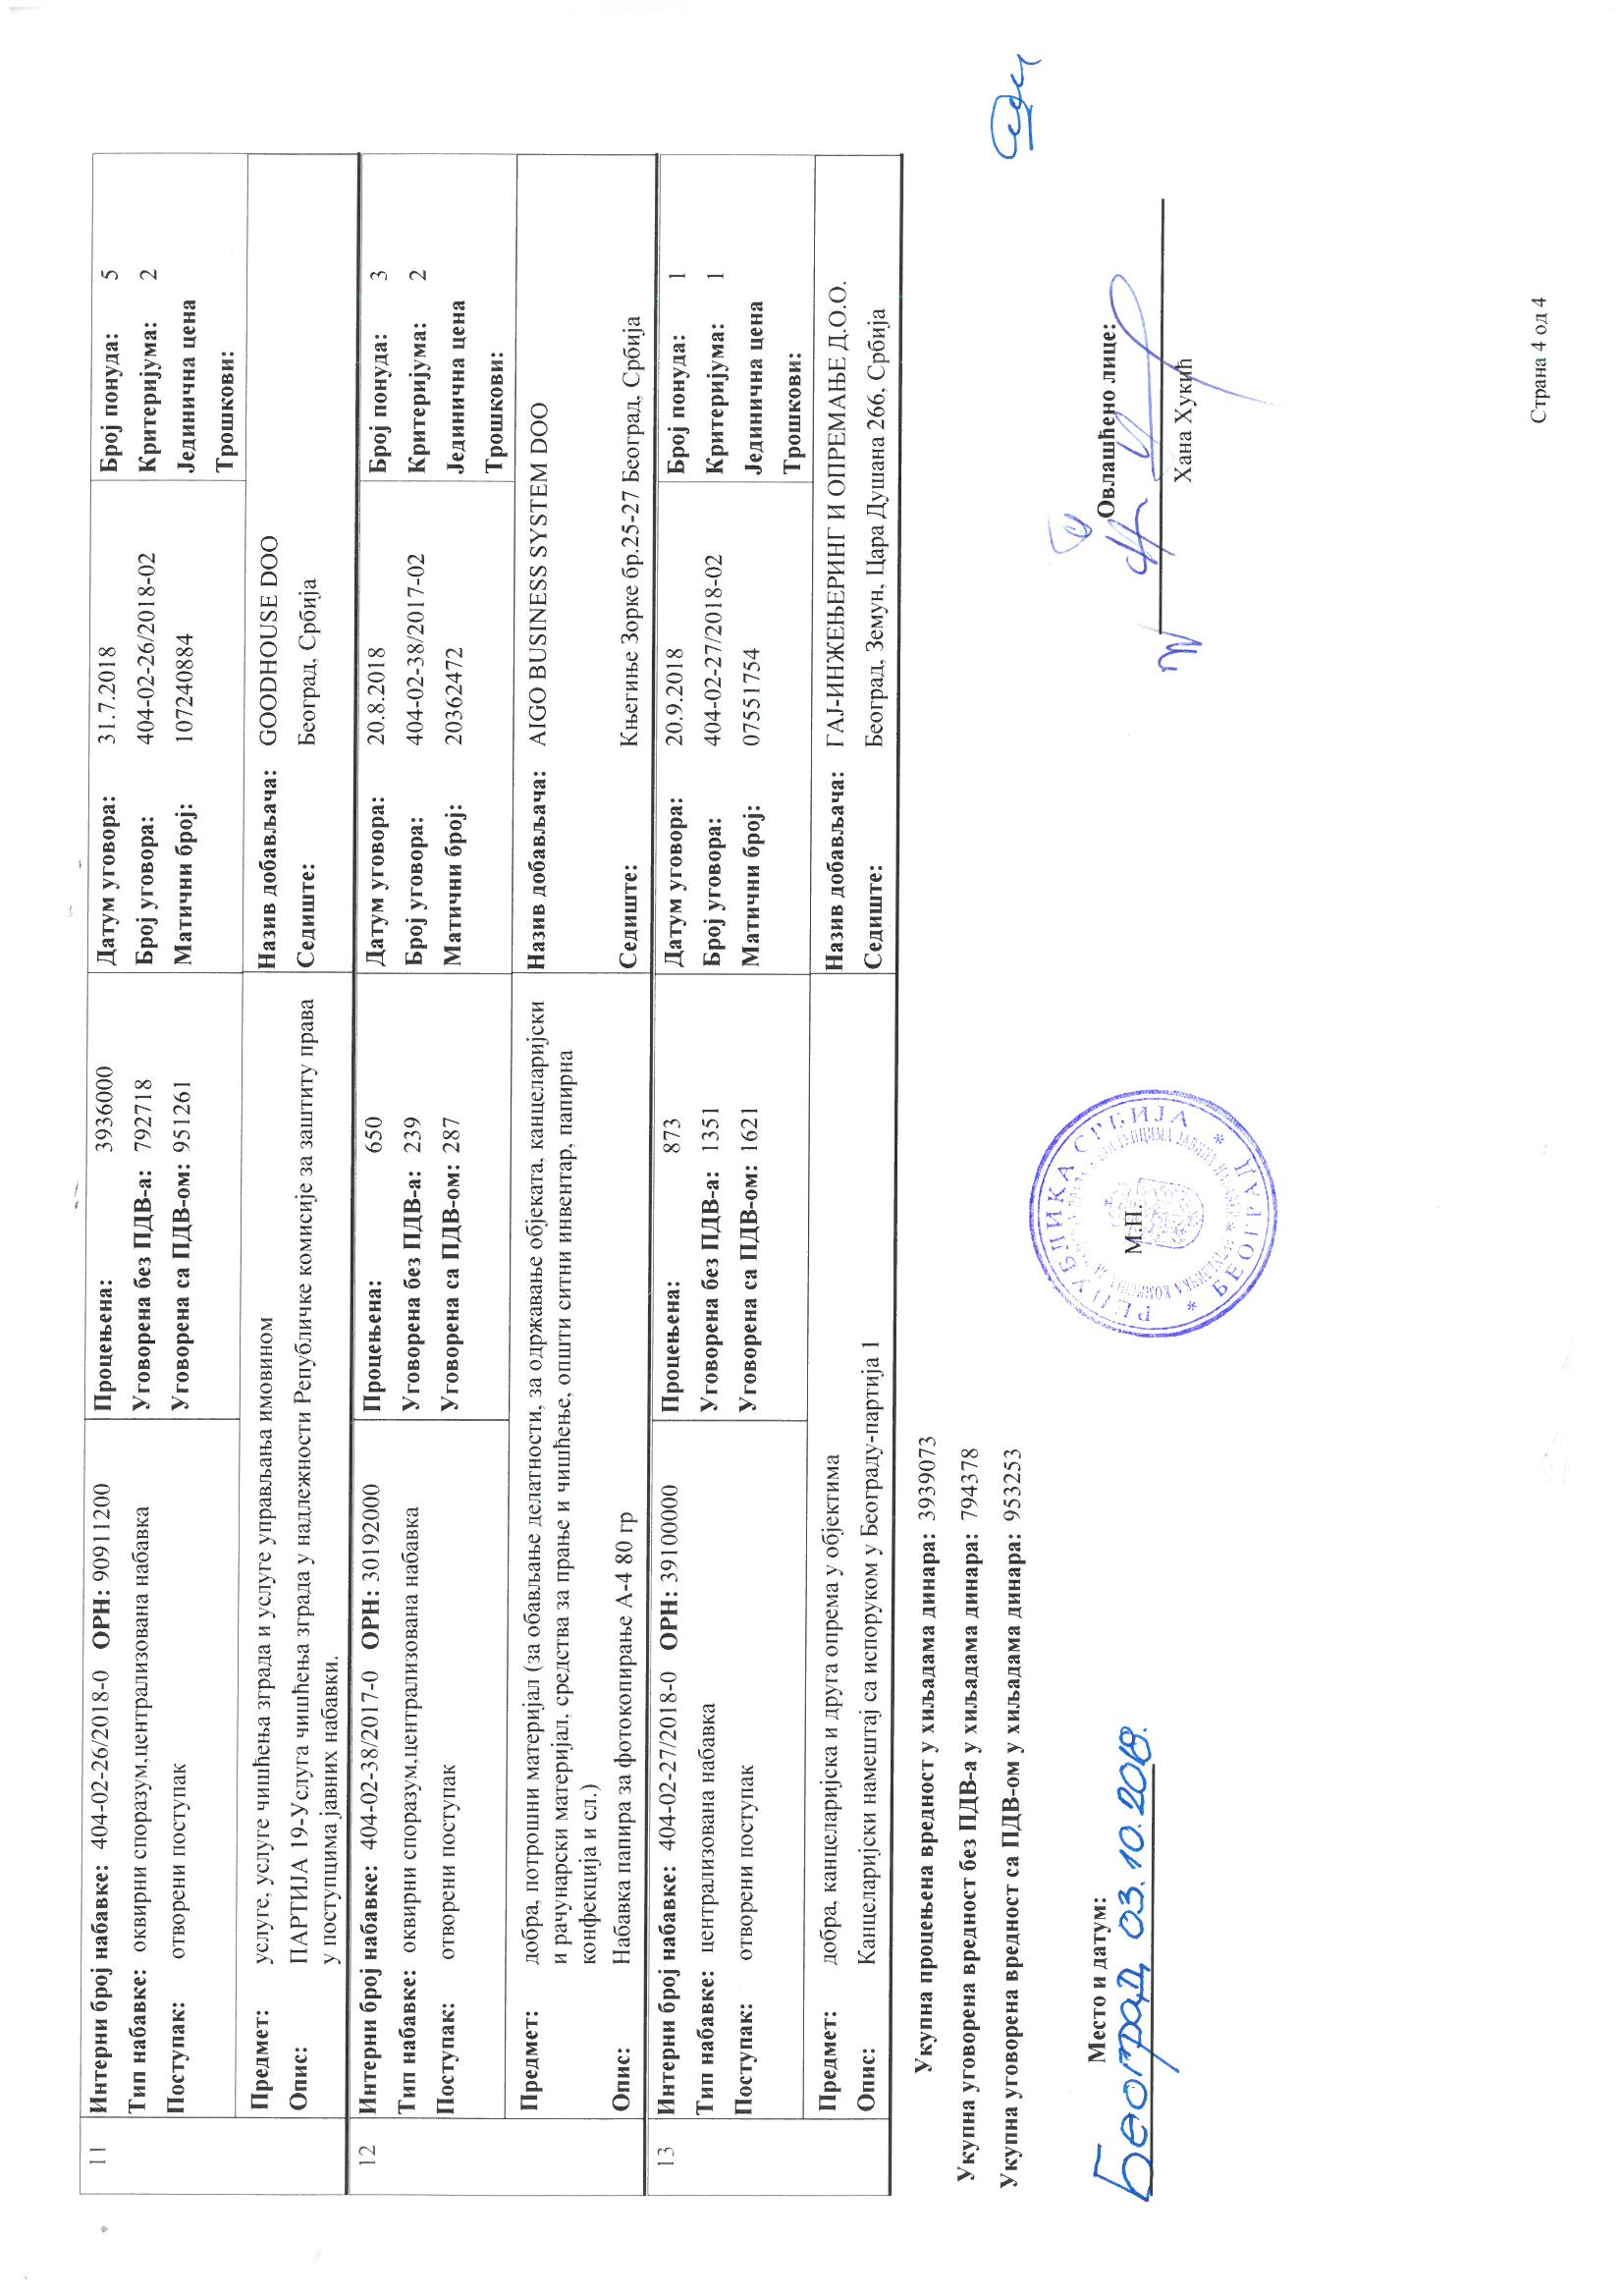 11
Интерни број набавке: 404-02-26/2018-0 ОРН: 90911200
Тип набавке: оквирни споразум,централизована набавка
Поступак: отворени поступак
Процењена: 3936000
Уговорена без ПДВ-а: 792718
Уговорена са ПДВ-ом: 951261
Датум уговора: 31.7.2018
Број уговора: 404-02-26/2018-02
Матични број: 107240884
Број понуда: 5
Критеријума: 2
Јединична цена
Трошкови:
Предмет: услуге, услуге чишћења зграда и услуге управљања имовином
Опис: ПАРТИЈА 19-Услуга чишћења зграда у надлежности Републичке комисије за заштиту права
у поступцима јавних набавки.
Назив добављача: GOODHOUSE DOO
Седиште: Београд, Србија
12
Интерни број набавке: 404-02-38/2017-0 ОРН: 30192000
Тип набавке: оквирни споразум,централизована набавка
Поступак: отворени поступак
Процењена: 650
Уговорена без ПДВ-а: 239
Уговорена са ПДВ-ом: 287
Датум уговора: 20.8.2018
Број уговора: 404-02-38/2017-02
Матични број: 20362472
Број понуда: 3
Критеријума: 2
Јединична цена
Трошкови:
Предмет: добра, потрошни материјал (за обављање делатности, за одржавање објеката, канцеларијски
и рачунарски материјал, средства за прање и чишћење, општи ситни инвентар, папирна
конфекција и сл.)
Опис: Набавка папира за фотокопирање А-4 80 гр
Назив добављача: AIGO BUSINESS SYSTEM DOO
Седиште: Књегиње Зорке бр.25-27 Београд, Србија
13
Интерни број набавке: 404-02-27/2018-0 ОРН: 39100000
Тип набавке: централизована набавка
Поступак: отворени поступак
Процењена: 873
Уговорена без ПДВ-а: 1351
Уговорена са ПДВ-ом: 1621
Датум уговора: 20.9.2018
Број уговора: 404-02-27/2018-02
Матични број: 07551754
Број понуда: 1
Критеријума: 1
Јединична цена
Трошкови:
Предмет: добра, канцеларијска и друга опрема у објектима
Опис: Канцеларијски намештај са испоруком у Београду-партија 1
Назив добављача: ГАЈ-ИНЖЕЊЕРИНГ И ОПРЕМАЊЕ Д.О.О.
Седиште: Београд, Земун, Цара Душана 266, Србија
Укупна процењена вредност у хиљадама динара: 3939073
Укупна уговорена вредност без ПДВ-а у хиљадама динара: 794378
Укупна уговорена вредност са ПДВ-ом у хиљадама динара: 953253
Место и датум:
Београд, 03.10.2018.
М.П.
РЕПУБЛИКА СРБИЈА
БЕОГРАД
Овлашћено лице:
Хана Хукић
Страна 4 од 4